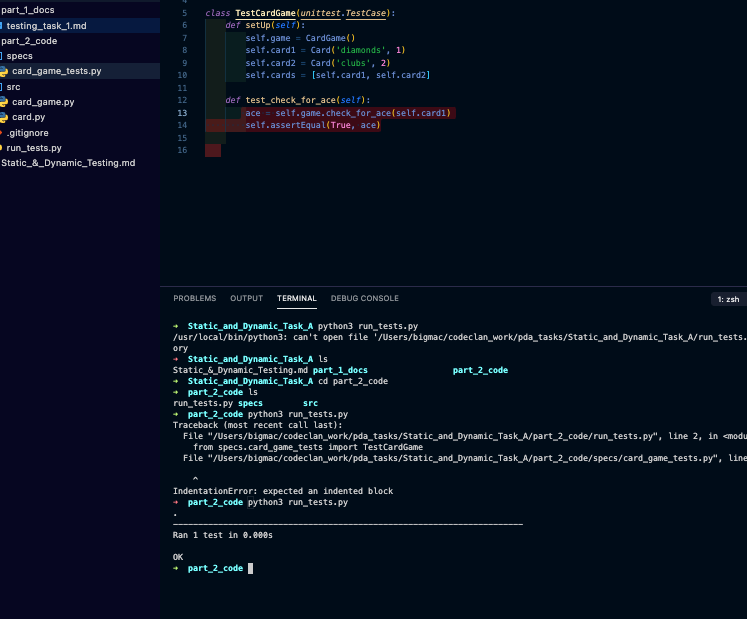 part_1_docs
testing_task_1.md
part_2_code
specs
card_game_tests.py
src
card_game.py
card.py
.gitignore
run_tests.py
Static_&_Dynamic_Testing.md
5 class TestCardGame(unittest.TestCase):
6 def setUp(self):
7 self.game = CardGame()
8 self.card1 = Card('diamonds', 1)
9 self.card2 = Card('clubs', 2)
10 self.cards = [self.card1, self.card2]
11
12 def test_check_for_ace(self):
13 ace = self.game.check_for_ace(self.card1)
14 self.assertEqual(True, ace)
15
16
PROBLEMS OUTPUT TERMINAL DEBUG CONSOLE 1: zsh
➜ Static_and_Dynamic_Task_A python3 run_tests.py
/usr/local/bin/python3: can't open file '/Users/bigmac/codeclan_work/pda_tasks/Static_and_Dynamic_Task_A/run_tests.
ory
➜ Static_and_Dynamic_Task_A ls
Static_&_Dynamic_Testing.md part_1_docs part_2_code
➜ Static_and_Dynamic_Task_A cd part_2_code
➜ part_2_code ls
run_tests.py specs src
➜ part_2_code python3 run_tests.py
Traceback (most recent call last):
File "/Users/bigmac/codeclan_work/pda_tasks/Static_and_Dynamic_Task_A/part_2_code/run_tests.py", line 2, in <modu
from specs.card_game_tests import TestCardGame
File "/Users/bigmac/codeclan_work/pda_tasks/Static_and_Dynamic_Task_A/part_2_code/specs/card_game_tests.py", line
^
IndentationError: expected an indented block
➜ part_2_code python3 run_tests.py
.
----------------------------------------------------------------------
Ran 1 test in 0.000s
OK
➜ part_2_code